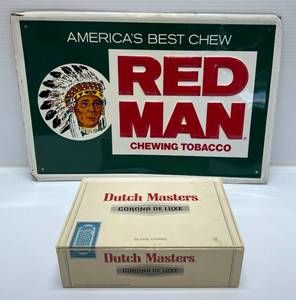 AMERICA'S BEST CHEW
RED
MAN
CHEWING TOBACCO
Dutch Masters
CORONA DE LUXE
Dutch Masters
CORONA DE LUXE